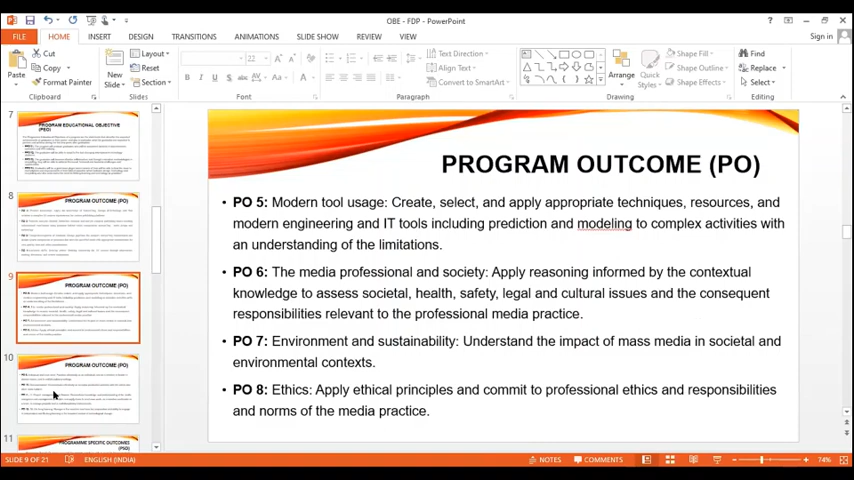 OBE - FDP - PowerPoint
FILE HOME INSERT DESIGN TRANSITIONS ANIMATIONS SLIDE SHOW REVIEW VIEW Sign in
Paste
Cut
Copy
Format Painter
Clipboard
New
Slide
Layout
Reset
Section
Slides
22
Font
Text Direction
Align Text
Convert to SmartArt
Paragraph
Arrange
Quick
Styles
Shape Fill
Shape Outline
Shape Effects
Drawing
Find
Replace
Select
Editing
7
PROGRAM EDUCATIONAL OBJECTIVE
(PEO)
8
PROGRAM OUTCOME (PO)
9
PROGRAM OUTCOME (PO)
10
PROGRAM OUTCOME (PO)
11
PROGRAMME SPECIFIC OUTCOMES
(PSO)
PROGRAM OUTCOME (PO)
• PO 5: Modern tool usage: Create, select, and apply appropriate techniques, resources, and
modern engineering and IT tools including prediction and modeling to complex activities with
an understanding of the limitations.
• PO 6: The media professional and society: Apply reasoning informed by the contextual
knowledge to assess societal, health, safety, legal and cultural issues and the consequent
responsibilities relevant to the professional media practice.
• PO 7: Environment and sustainability: Understand the impact of mass media in societal and
environmental contexts.
• PO 8: Ethics: Apply ethical principles and commit to professional ethics and responsibilities
and norms of the media practice.
SLIDE 9 OF 21 ENGLISH (INDIA) NOTES COMMENTS 74%